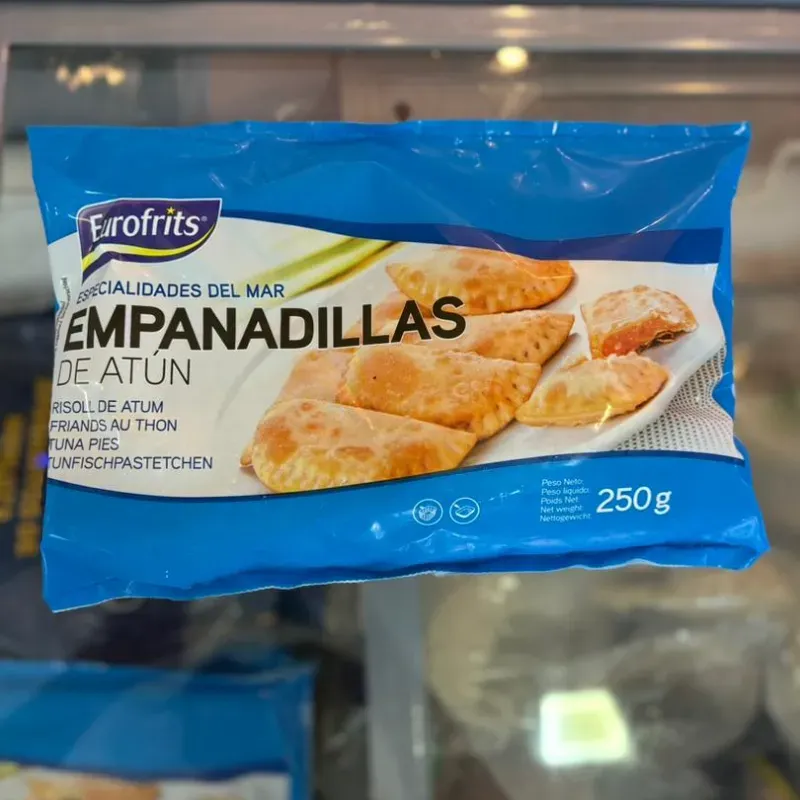 Eurofrits®
ESPECIALIDADES DEL MAR
EMPANADILLAS
DE ATÚN
RISOLL DE ATUM
FRIANDS AU THON
TUNA PIES
TUNFISCHPASTETCHEN
Peso Neto:
Peso líquido:
Poids Net:
Net weight:
Nettogewicht:
250g